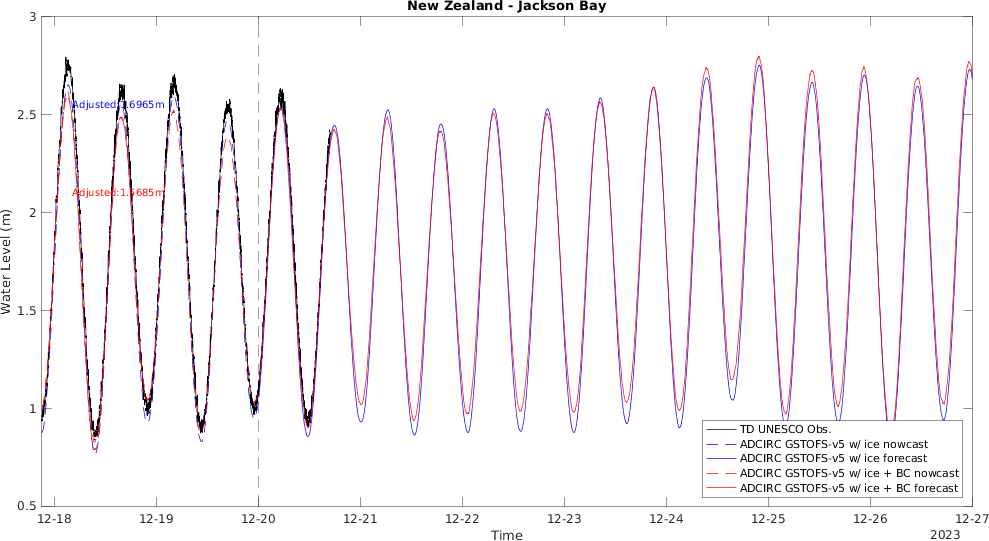 New Zealand - Jackson Bay
3
2.5
2
1.5
1
0.5
Water Level (m)
Adjusted:1.6965m
Adjusted:1.5685m
TD UNESCO Obs.
ADCIRC GSTOFS-v5 w/ ice nowcast
ADCIRC GSTOFS-v5 w/ ice forecast
ADCIRC GSTOFS-v5 w/ ice + BC nowcast
ADCIRC GSTOFS-v5 w/ ice + BC forecast
12-18 12-19 12-20 12-21 12-22 12-23 12-24 12-25 12-26 12-27
Time
2023